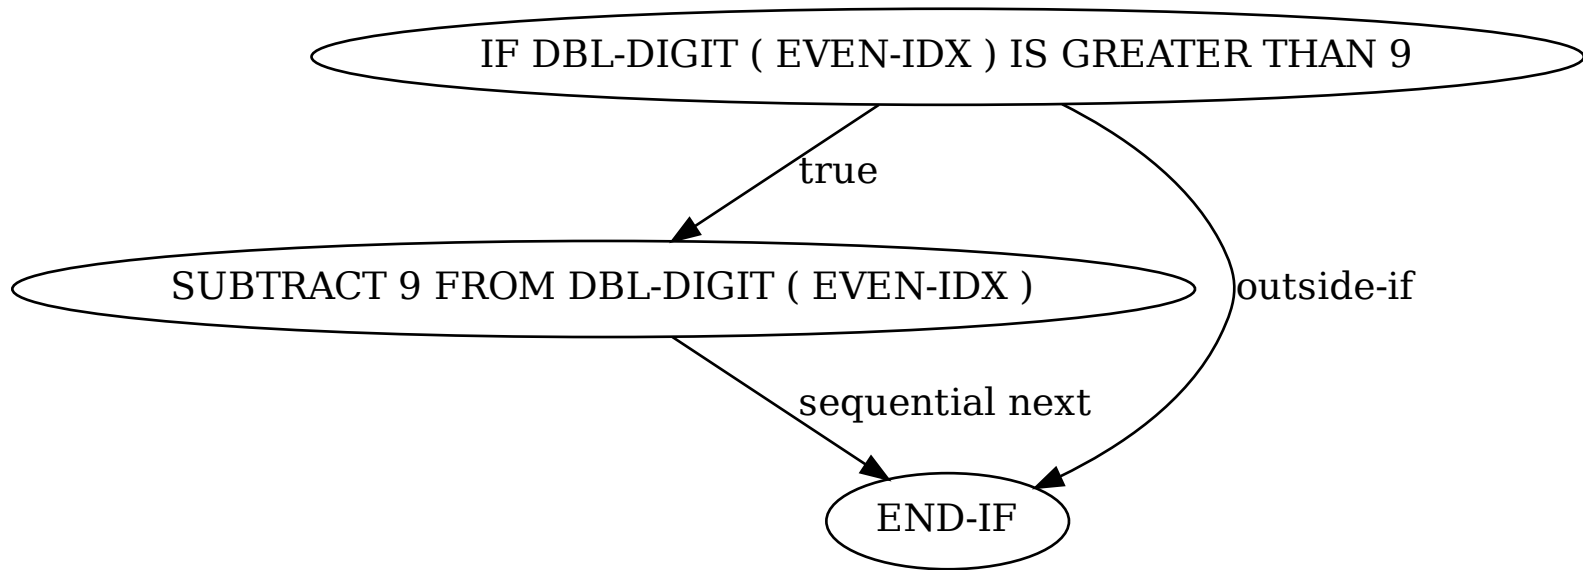 IF DBL-DIGIT ( EVEN-IDX ) IS GREATER THAN 9
true
SUBTRACT 9 FROM DBL-DIGIT ( EVEN-IDX )
outside-if
sequential next
END-IF